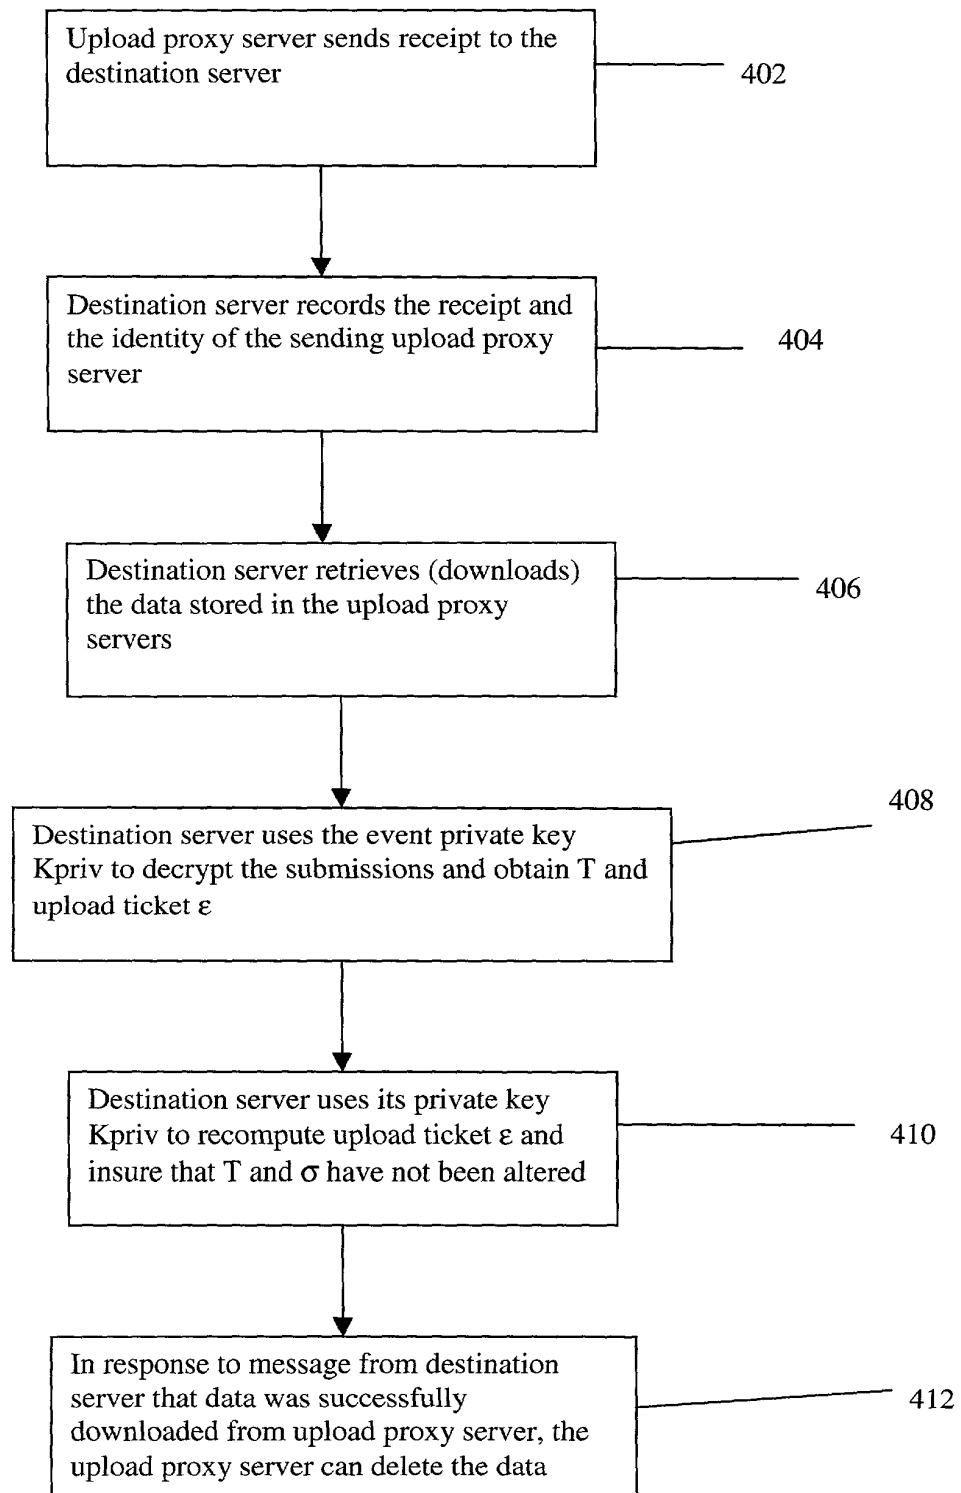 Upload proxy server sends receipt to the
destination server
402
Destination server records the receipt and
the identity of the sending upload proxy
server
404
Destination server retrieves (downloads)
the data stored in the upload proxy
servers
406
408
Destination server uses the event private key
Kpriv to decrypt the submissions and obtain T and
upload ticket ε
Destination server uses its private key
Kpriv to recompute upload ticket ε and
insure that T and σ have not been altered
410
In response to message from destination
server that data was successfully
downloaded from upload proxy server, the
upload proxy server can delete the data
412